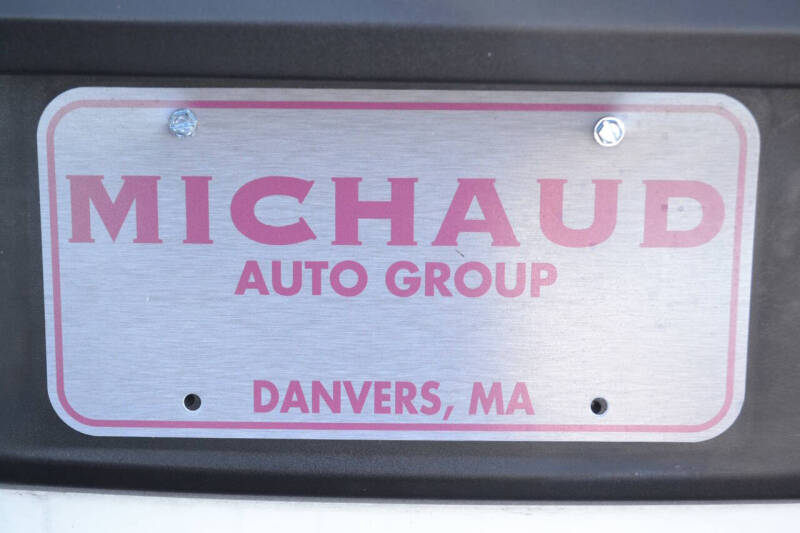 MICHAUD
AUTO GROUP
DANVERS, MA